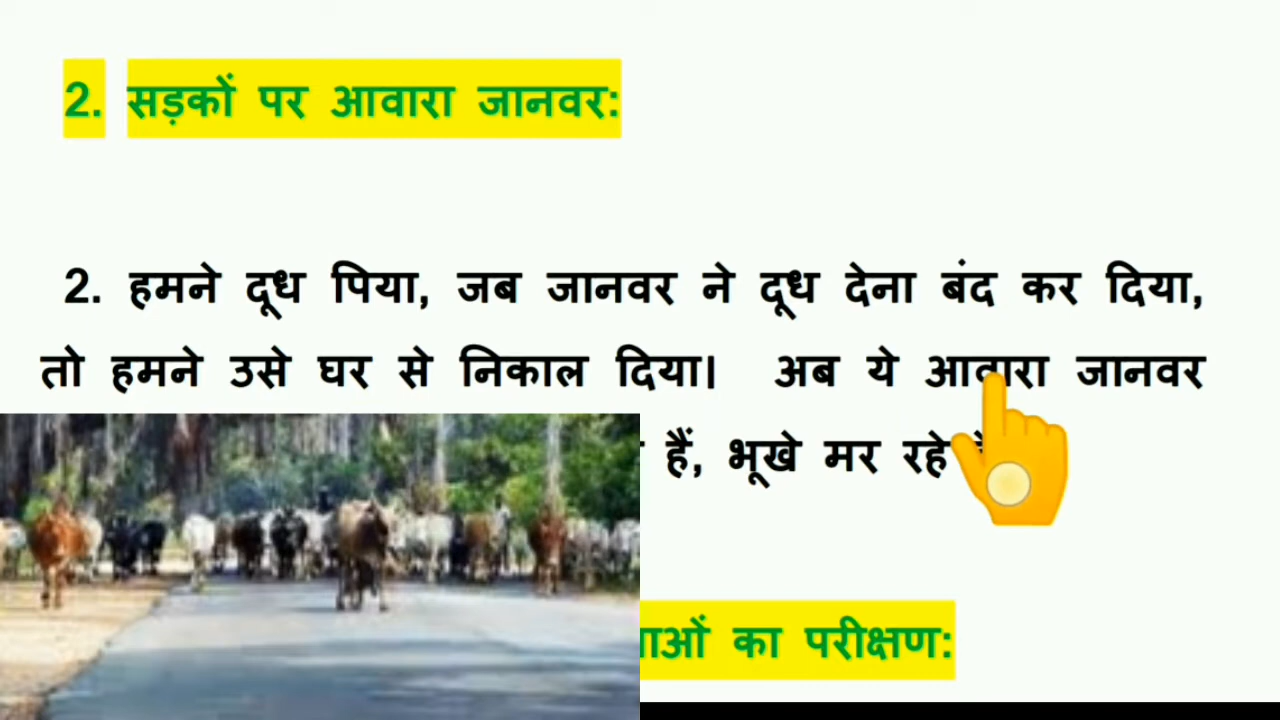 2. सड़कों पर आवारा जानवर:
2. हमने दूध पिया, जब जानवर ने दूध देना बंद कर दिया,
तो हमने उसे घर से निकाल दिया। अब ये आवारा जानवर
हैं, भूखे मर रहे
का परीक्षण: